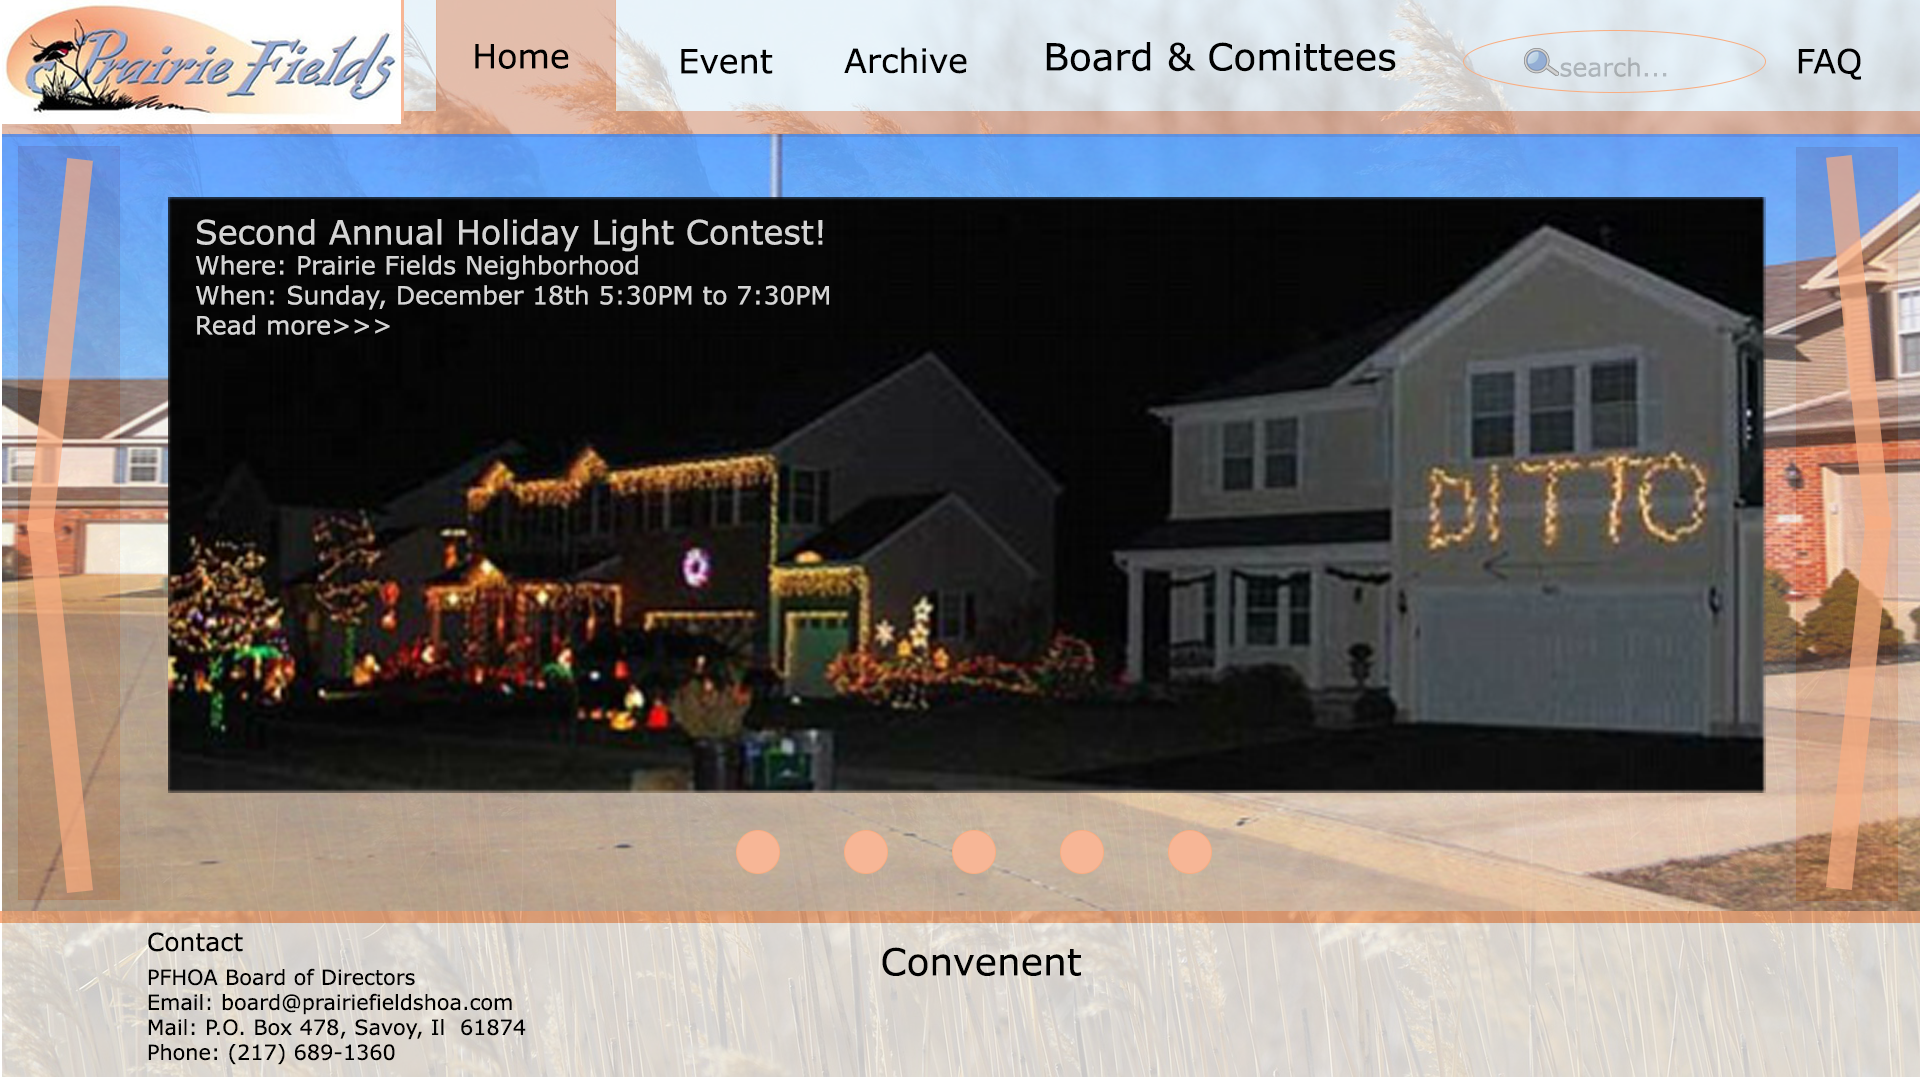 Prairie Fields
Home
Event
Archive
Board & Comittees
search...
FAQ
Second Annual Holiday Light Contest!
Where: Prairie Fields Neighborhood
When: Sunday, December 18th 5:30PM to 7:30PM
Read more>>>
DITTO
Contact
PFHOA Board of Directors
Email: board@prairiefieldshoa.com
Mail: P.O. Box 478, Savoy, Il  61874
Phone: (217) 689-1360
Convenent